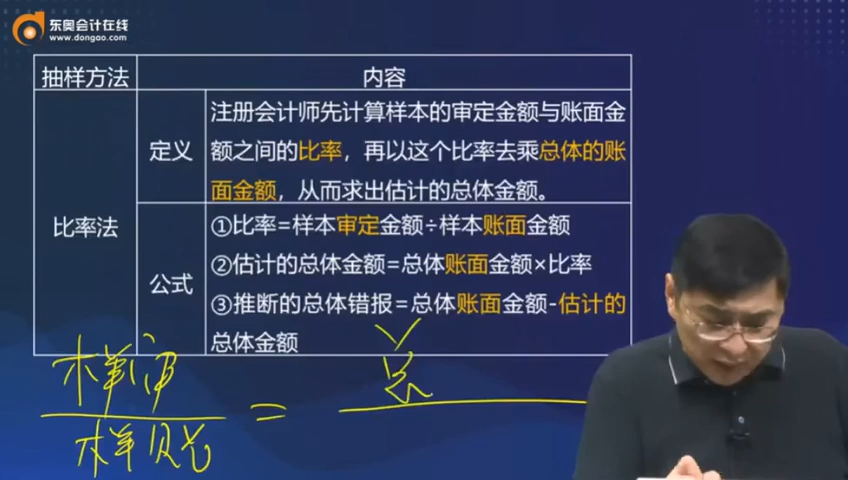 东奥会计在线
www.dongao.com
抽样方法 内容
比率法
定义
注册会计师先计算样本的审定金额与账面金
额之间的比率，再以这个比率去乘总体的账
面金额，从而求出估计的总体金额。
公式
①比率=样本审定金额÷样本账面金额
②估计的总体金额=总体账面金额×比率
③推断的总体错报=总体账面金额-估计的
总体金额
样审 = 总
样账